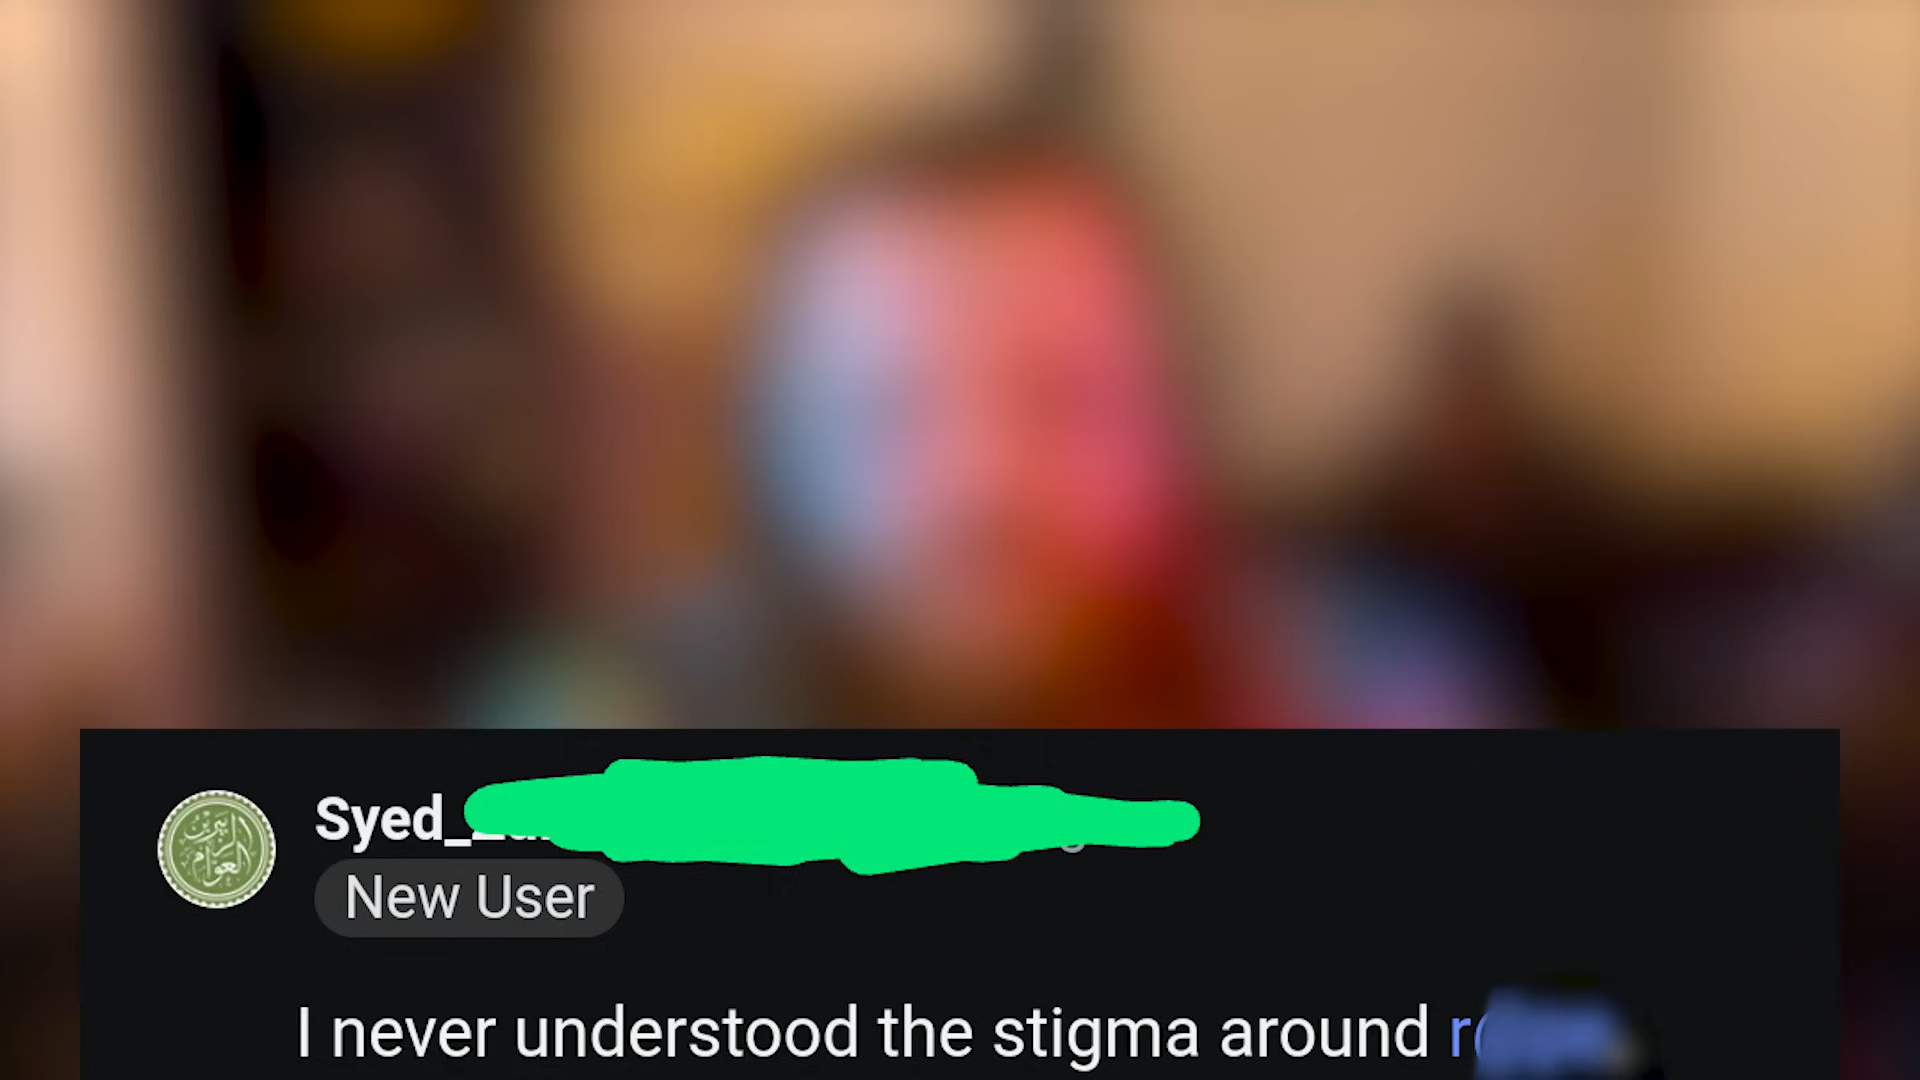 Syed_
New User
I never understood the stigma around